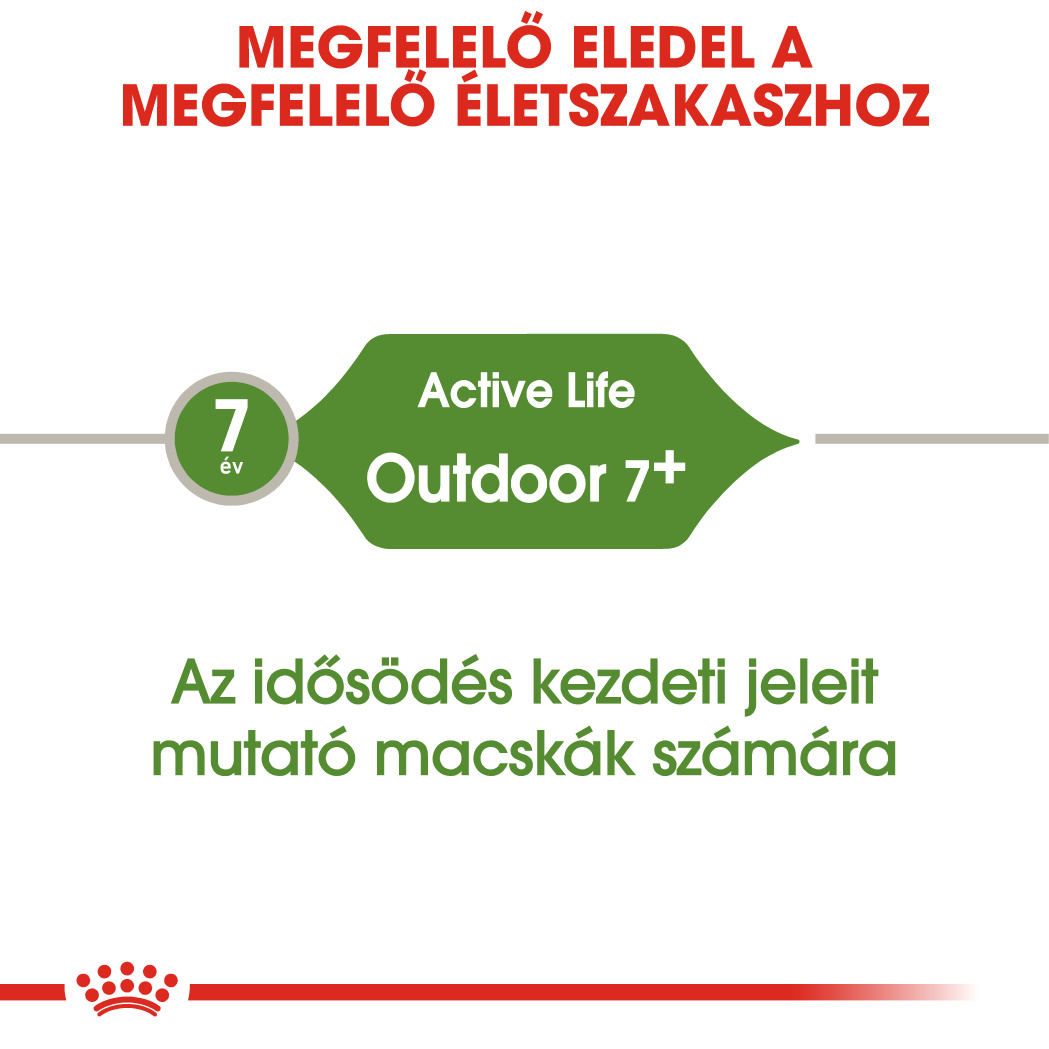 MEGFELELŐ ELEDEL A
MEGFELELŐ ÉLETSZAKASZHOZ
7
év
Active Life
Outdoor 7+
Az idősödés kezdeti jeleit
mutató macskák számára